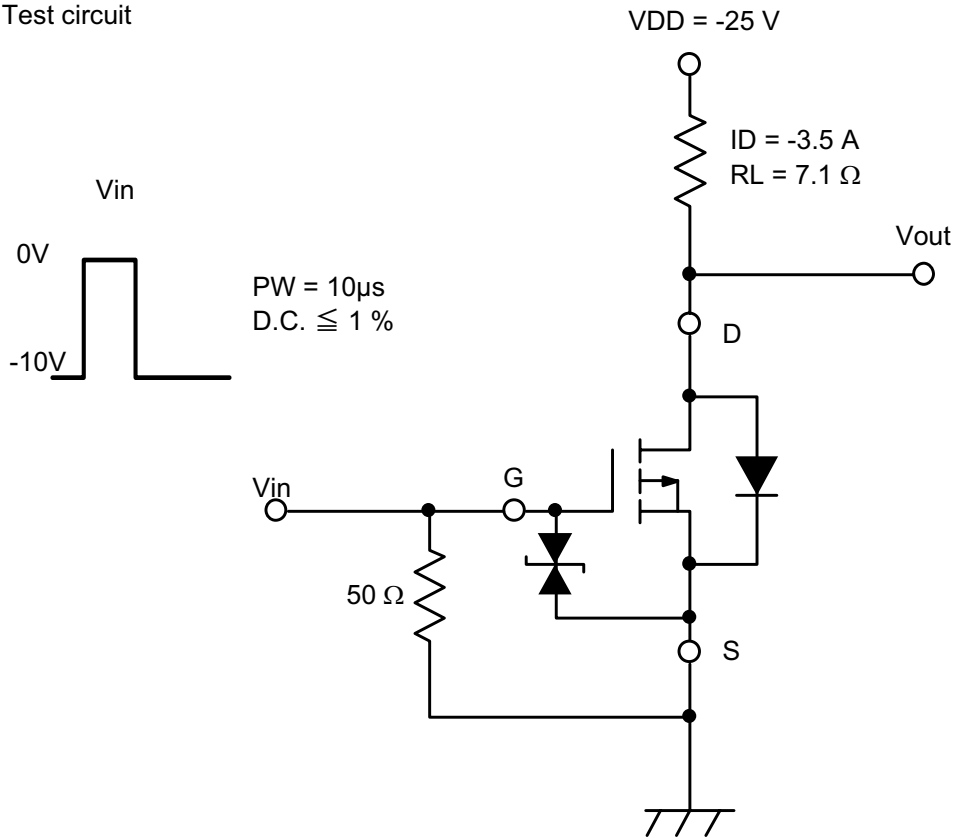 Test circuit
VDD = -25 V
ID = -3.5 A
RL = 7.1 Ω
Vin
Vout
0V
PW = 10μs
D.C. ≦ 1 %
D
-10V
G
Vin
50 Ω
S